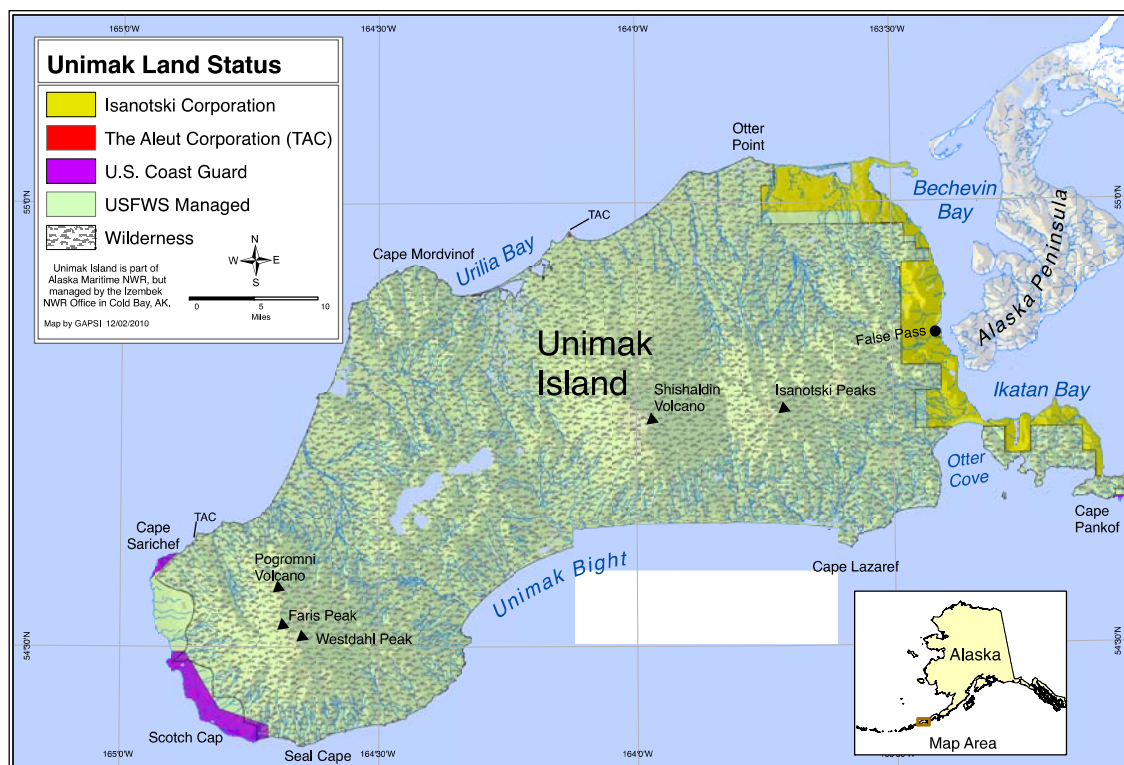 165°0'W
164°30'W
164°0'W
163°30'W
Unimak Land Status
Isanotski Corporation
The Aleut Corporation (TAC)
U.S. Coast Guard
USFWS Managed
Wilderness
N
W
E
S
Unimak Island is part of
Alaska Maritime NWR, but
managed by the Izembek
NWR Office in Cold Bay, AK.
0
5
10
Miles
Map by GAPSI 12/02/2010
Otter
Point
Bechevin
Bay
55°0'N
55°0'N
TAC
Urilia Bay
Cape Mordvinof
Alaska Peninsula
False Pass
Unimak
Island
Shishaldin
Volcano
Isanotski Peaks
Ikatan Bay
Otter
Cove
Cape
Pankof
TAC
Cape
Sarichef
Pogromni
Volcano
Unimak Bight
Cape Lazaref
Faris Peak
Westdahl Peak
54°30'N
54°30'N
Alaska
Map Area
Scotch Cap
Seal Cape
165°0'W
164°30'W
164°0'W